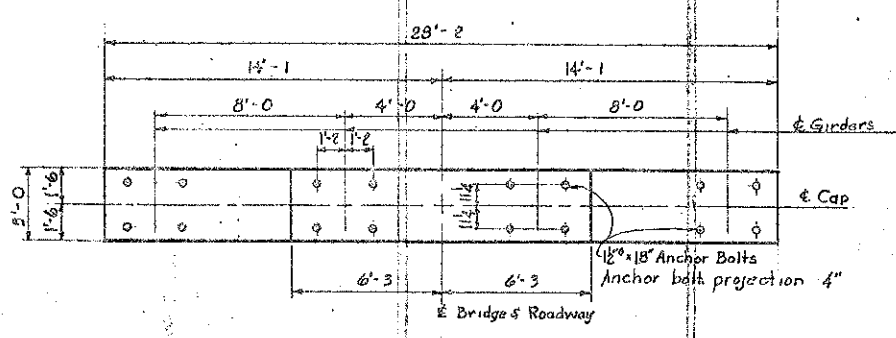 28'-2
14'-1 14'-1
8'-0 4'-0 4'-0 8'-0
℄ Girders
1'-2 1'-2
3'-0 1'-6 1'-6
11¼ 11¼
℄ Cap
1½"ø x 18" Anchor Bolts
Anchor bolt projection 4"
6'-3 6'-3
℄ Bridge & Roadway